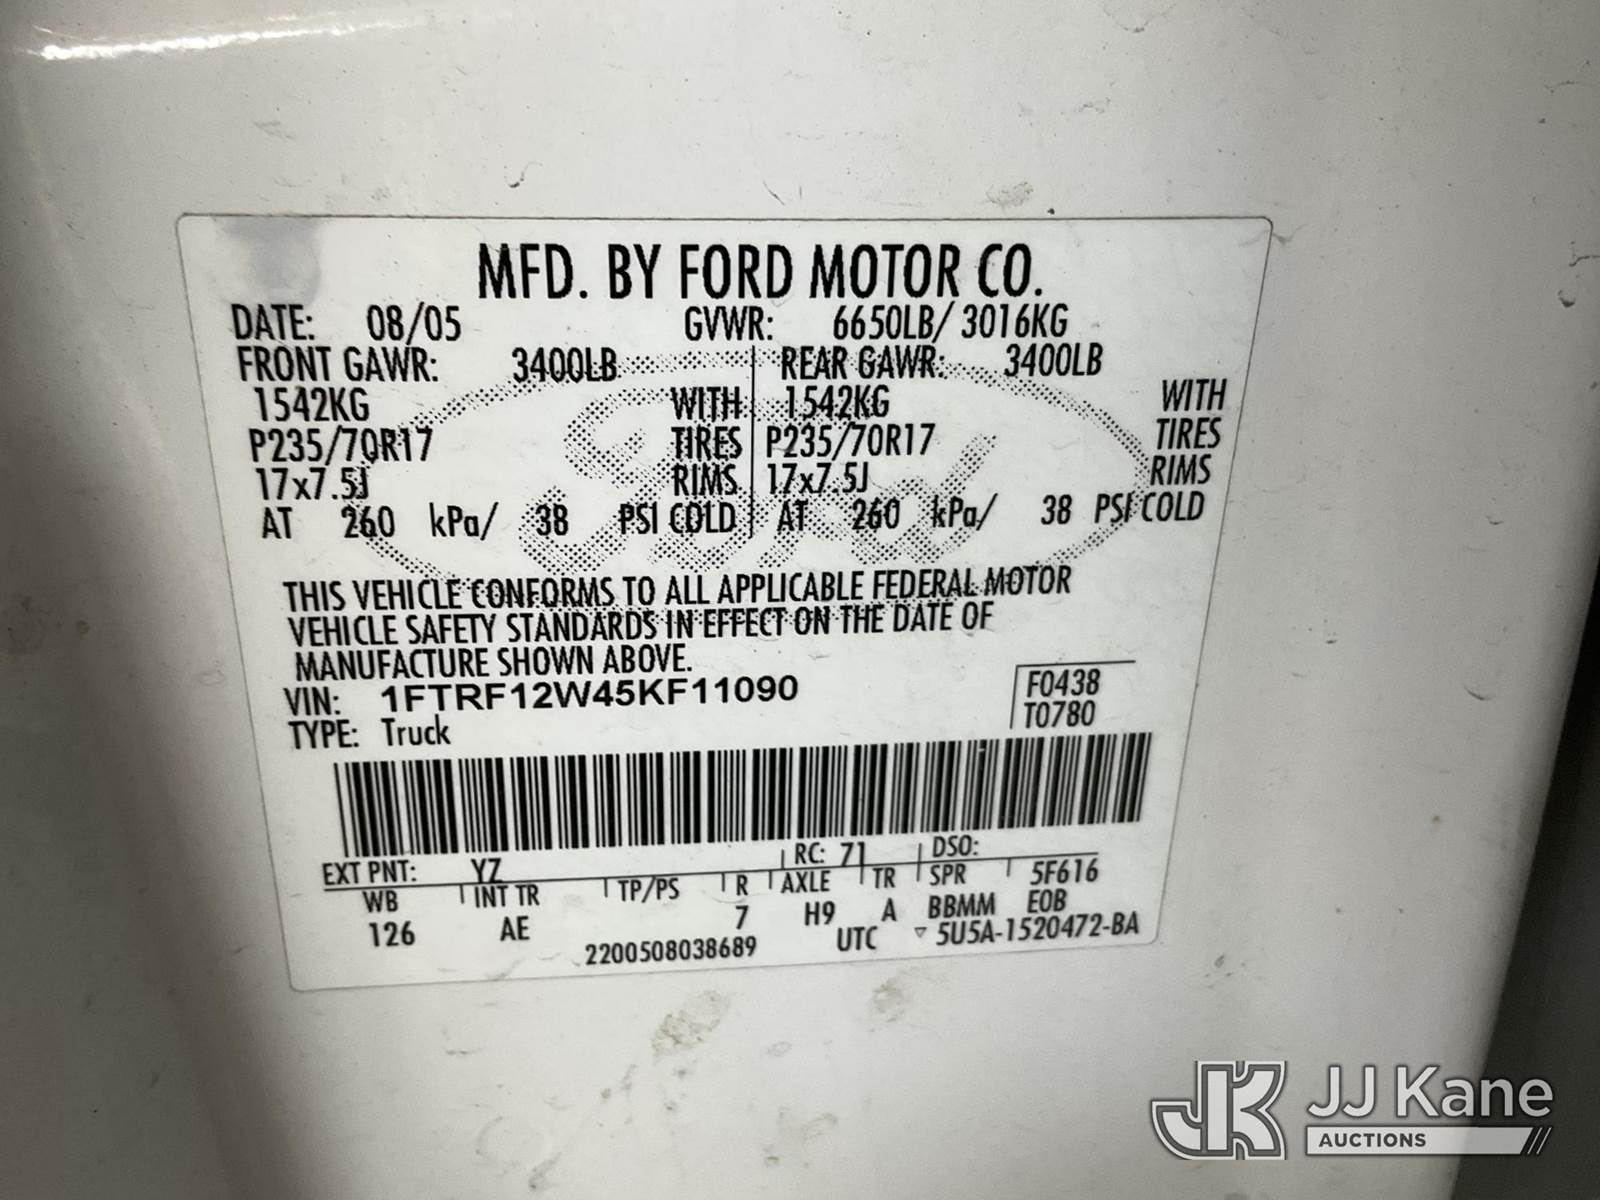 MFD. BY FORD MOTOR CO.
DATE: 08/05 GVWR: 6650LB/ 3016KG
FRONT GAWR: 3400LB REAR GAWR: 3400LB
1542KG WITH 1542KG WITH
P235/70R17 TIRES P235/70R17 TIRES
17x7.5J RIMS 17x7.5J RIMS
AT 260 kPa/ 38 PSI COLD AT 260 kPa/ 38 PSI COLD
Ford
THIS VEHICLE CONFORMS TO ALL APPLICABLE FEDERAL MOTOR
VEHICLE SAFETY STANDARDS IN EFFECT ON THE DATE OF
MANUFACTURE SHOWN ABOVE.
VIN: 1FTRF12W45KF11090 F0438
TYPE: Truck T0780
EXT PNT: YZ RC: 71 DSO:
WB INT TR TP/PS R AXLE TR SPR 5F616
126 AE 7 H9 A BBMM EOB
2200508038689 UTC ▿ 5U5A-1520472-BA
JK JJ Kane
AUCTIONS